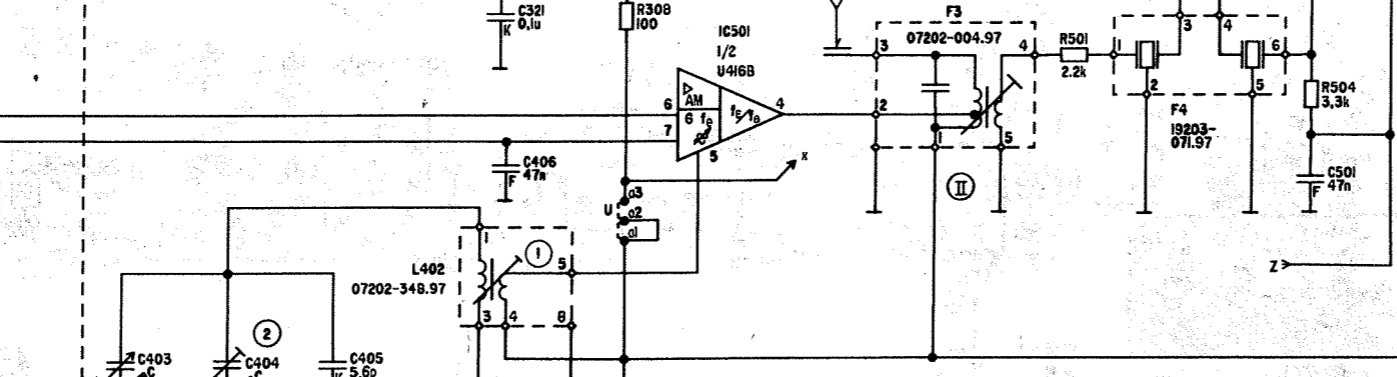 C321
0,1u
K
R308
100
IC501
1/2
U416B
AM
6
7
6
4
5
C406
47n
F
a3
a2
a1
U
x
F3
07202-004.97
3
4
2
1
5
II
R501
2.2k
3
4
1
6
2
5
F4
19203-
071.97
R504
3,3k
C501
47n
F
Z
L402
07202-348.97
1
1
5
3
4
8
2
C403
C404
C405
5.6p